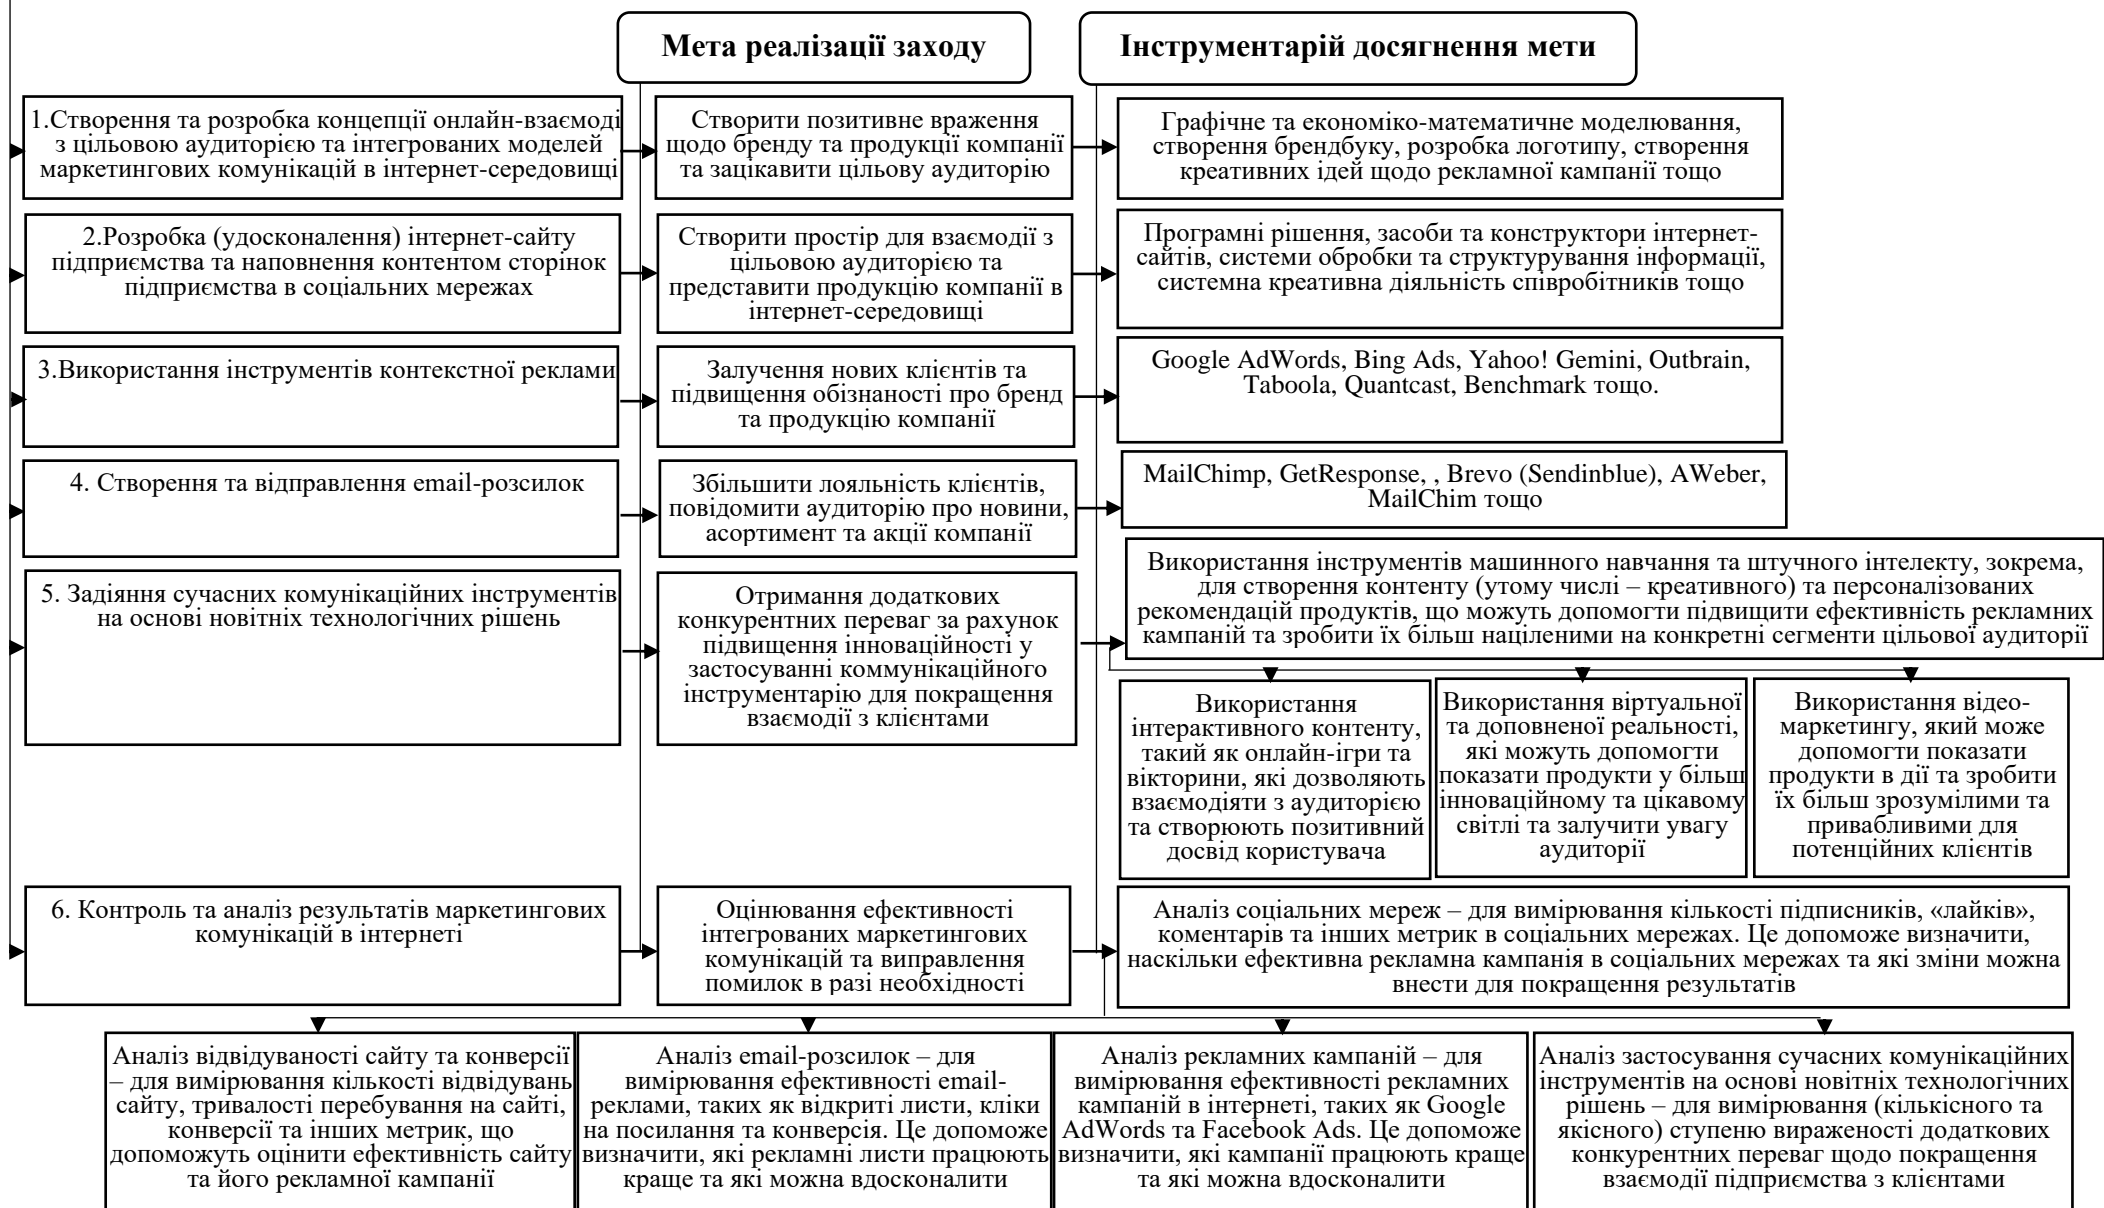 Мета реалізації заходу
Інструментарій досягнення мети
1.Створення та розробка концепції онлайн-взаємоді
з цільовою аудиторією та інтегрованих моделей
маркетингових комунікацій в інтернет-середовищі
Створити позитивне враження
щодо бренду та продукції компанії
та зацікавити цільову аудиторію
Графічне та економіко-математичне моделювання,
створення брендбуку, розробка логотипу, створення
креативних ідей щодо рекламної кампанії тощо
2.Розробка (удосконалення) інтернет-сайту
підприємства та наповнення контентом сторінок
підприємства в соціальних мережах
Створити простір для взаємодії з
цільовою аудиторією та
представити продукцію компанії в
інтернет-середовищі
Програмні рішення, засоби та конструктори інтернет-
сайтів, системи обробки та структурування інформації,
системна креативна діяльність співробітників тощо
3.Використання інструментів контекстної реклами
Залучення нових клієнтів та
підвищення обізнаності про бренд
та продукцію компанії
Google AdWords, Bing Ads, Yahoo! Gemini, Outbrain,
Taboola, Quantcast, Benchmark тощо.
4. Створення та відправлення email-розсилок
Збільшити лояльність клієнтів,
повідомити аудиторію про новини,
асортимент та акції компанії
MailChimp, GetResponse, , Brevo (Sendinblue), AWeber,
MailChim тощо
5. Задіяння сучасних комунікаційних інструментів
на основі новітніх технологічних рішень
Отримання додаткових
конкурентних переваг за рахунок
підвищення інноваційності у
застосуванні коммунікаційного
інструментарію для покращення
взаємодії з клієнтами
Використання інструментів машинного навчання та штучного інтелекту, зокрема,
для створення контенту (утому числі – креативного) та персоналізованих
рекомендацій продуктів, що можуть допомогти підвищити ефективність рекламних
кампаній та зробити їх більш націленими на конкретні сегменти цільової аудиторії
Використання
інтерактивного контенту,
такий як онлайн-ігри та
вікторини, які дозволяють
взаємодіяти з аудиторією
та створюють позитивний
досвід користувача
Використання віртуальної
та доповненої реальності,
які можуть допомогти
показати продукти у більш
інноваційному та цікавому
світлі та залучити увагу
аудиторії
Використання відео-
маркетингу, який може
допомогти показати
продукти в дії та зробити
їх більш зрозумілими та
привабливими для
потенційних клієнтів
6. Контроль та аналіз результатів маркетингових
комунікацій в інтернеті
Оцінювання ефективності
інтегрованих маркетингових
комунікацій та виправлення
помилок в разі необхідності
Аналіз соціальних мереж – для вимірювання кількості підписників, «лайків»,
коментарів та інших метрик в соціальних мережах. Це допоможе визначити,
наскільки ефективна рекламна кампанія в соціальних мережах та які зміни можна
внести для покращення результатів
Аналіз відвідуваності сайту та конверсії
– для вимірювання кількості відвідувань
сайту, тривалості перебування на сайті,
конверсії та інших метрик, що
допоможуть оцінити ефективність сайту
та його рекламної кампанії
Аналіз email-розсилок – для
вимірювання ефективності email-
реклами, таких як відкриті листи, кліки
на посилання та конверсія. Це допоможе
визначити, які рекламні листи працюють
краще та які можна вдосконалити
Аналіз рекламних кампаній – для
вимірювання ефективності рекламних
кампаній в інтернеті, таких як Google
AdWords та Facebook Ads. Це допоможе
визначити, які кампанії працюють краще
та які можна вдосконалити
Аналіз застосування сучасних комунікаційних
інструментів на основі новітніх технологічних
рішень – для вимірювання (кількісного та
якісного) ступеню вираженості додаткових
конкурентних переваг щодо покращення
взаємодії підприємства з клієнтами